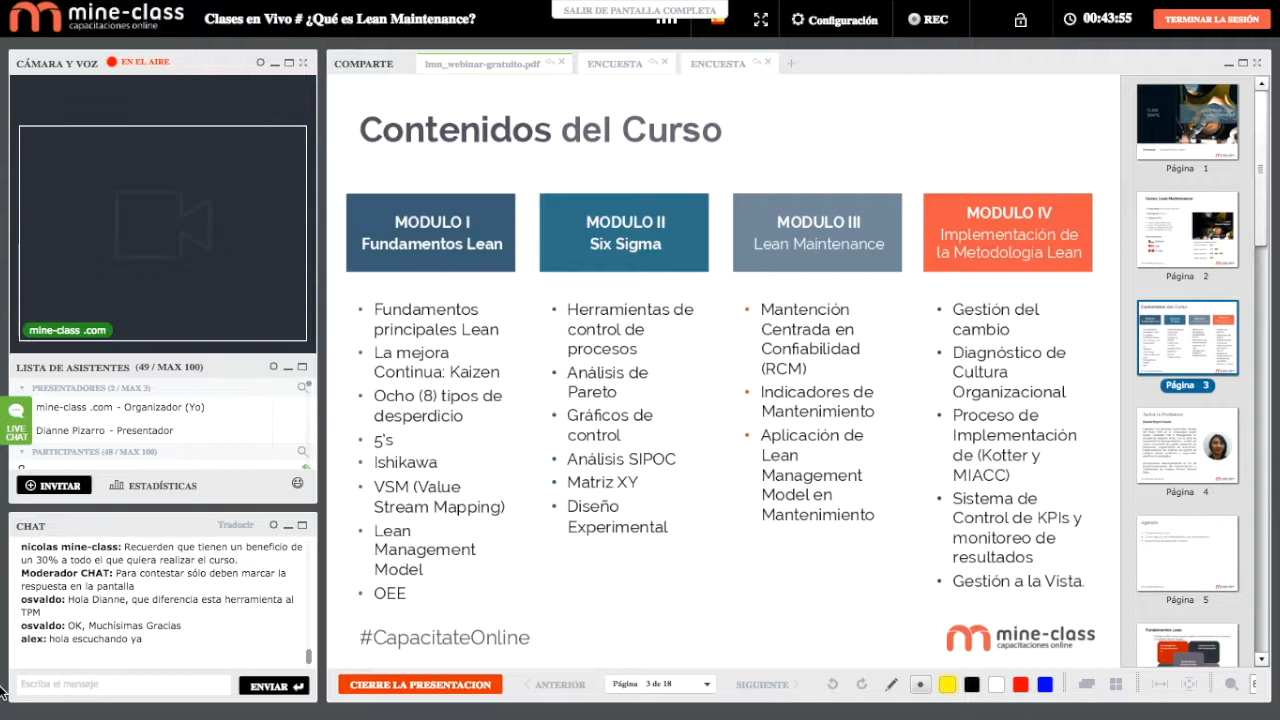 mine-class
capacitaciones online
Clases en Vivo # ¿Qué es Lean Maintenance?
SALIR DE PANTALLA COMPLETA
Configuración
REC
00:43:55
TERMINAR LA SESIÓN
CÁMARA Y VOZ
EN EL AIRE
mine-class .com
LISTA DE ASISTENTES (49 / MAX 100)
PRESENTADORES (2 / MAX 3)
mine-class .com - Organizador (Yo)
Dianne Pizarro - Presentador
PARTICIPANTES (48 / MAX 100)
LIVE
CHAT
INVITAR
ESTADÍSTICAS
CHAT
Traducir
nicolas mine-class: Recuerden que tienen un beneficio de
un 30% a todo el que quiera realizar el curso.
Moderador CHAT: Para contestar sólo deben marcar la
respuesta en la pantalla
osvaldo: Hola Dianne, que diferencia esta herramienta al
TPM
osvaldo: OK, Muchísimas Gracias
alex: hola escuchando ya
Escriba el mensaje
ENVIAR
COMPARTE
lmn_webinar-gratuito.pdf
ENCUESTA
ENCUESTA
Contenidos del Curso
MODULO I
Fundamentos Lean
• Fundamentos
principales Lean
• La mejora
Continua: Kaizen
• Ocho (8) tipos de
desperdicio
• 5's
• Ishikawa
• VSM (Value
Stream Mapping)
• Lean
Management
Model
• OEE
MODULO II
Six Sigma
• Herramientas de
control de
procesos
• Análisis de
Pareto
• Gráficos de
control
• Análisis SIPOC
• Matriz XY
• Diseño
Experimental
MODULO III
Lean Maintenance
• Mantención
Centrada en
Confiabilidad
(RCM)
• Indicadores de
Mantenimiento
• Aplicación de
Lean
Management
Model en
Mantenimiento
MODULO IV
Implementación de
la Metodología Lean
• Gestión del
cambio
• Diagnóstico de
Cultura
Organizacional
• Proceso de
Implementación
de (Kotter y
MIACC)
• Sistema de
Control de KPIs y
monitoreo de
resultados
• Gestión a la Vista.
#CapacitateOnline
mine-class
capacitaciones online
CIERRE LA PRESENTACION
ANTERIOR
Página 3 de 18
SIGUIENTE
Página 1
Página 2
Página 3
Página 4
Agenda
Página 5
Fundamentos Lean